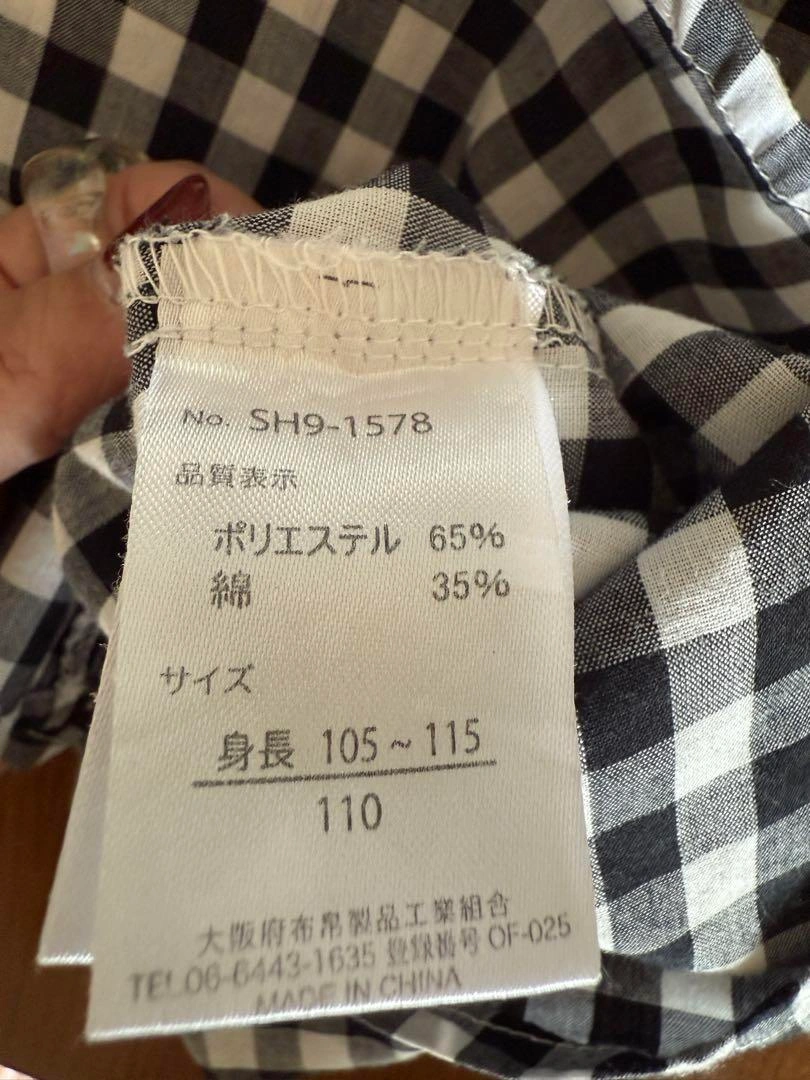 No. SH9-1578
品質表示
ポリエステル 65%
綿 35%
サイズ
身長 105~115
110
大阪府布帛製品工業組合
TEL06-6443-1635 登録番号 OF-025
MADE IN CHINA